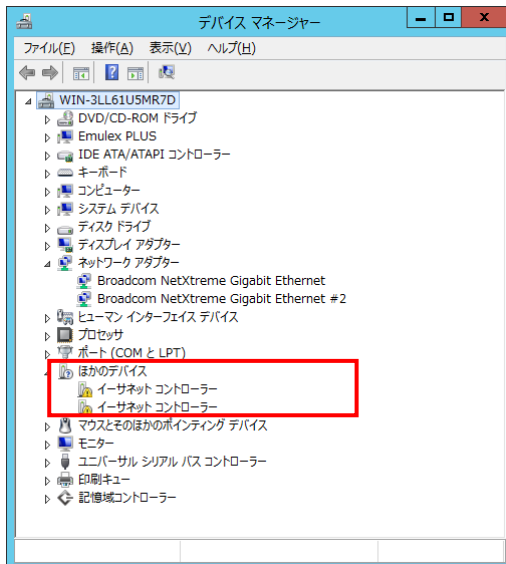 デバイス マネージャー
ファイル(F) 操作(A) 表示(V) ヘルプ(H)
WIN-3LL61U5MR7D
DVD/CD-ROM ドライブ
Emulex PLUS
IDE ATA/ATAPI コントローラー
キーボード
コンピューター
システム デバイス
ディスク ドライブ
ディスプレイ アダプター
ネットワーク アダプター
Broadcom NetXtreme Gigabit Ethernet
Broadcom NetXtreme Gigabit Ethernet #2
ヒューマン インターフェイス デバイス
プロセッサ
ポート (COM と LPT)
ほかのデバイス
イーサネット コントローラー
イーサネット コントローラー
マウスとそのほかのポインティング デバイス
モニター
ユニバーサル シリアル バス コントローラー
印刷キュー
記憶域コントローラー